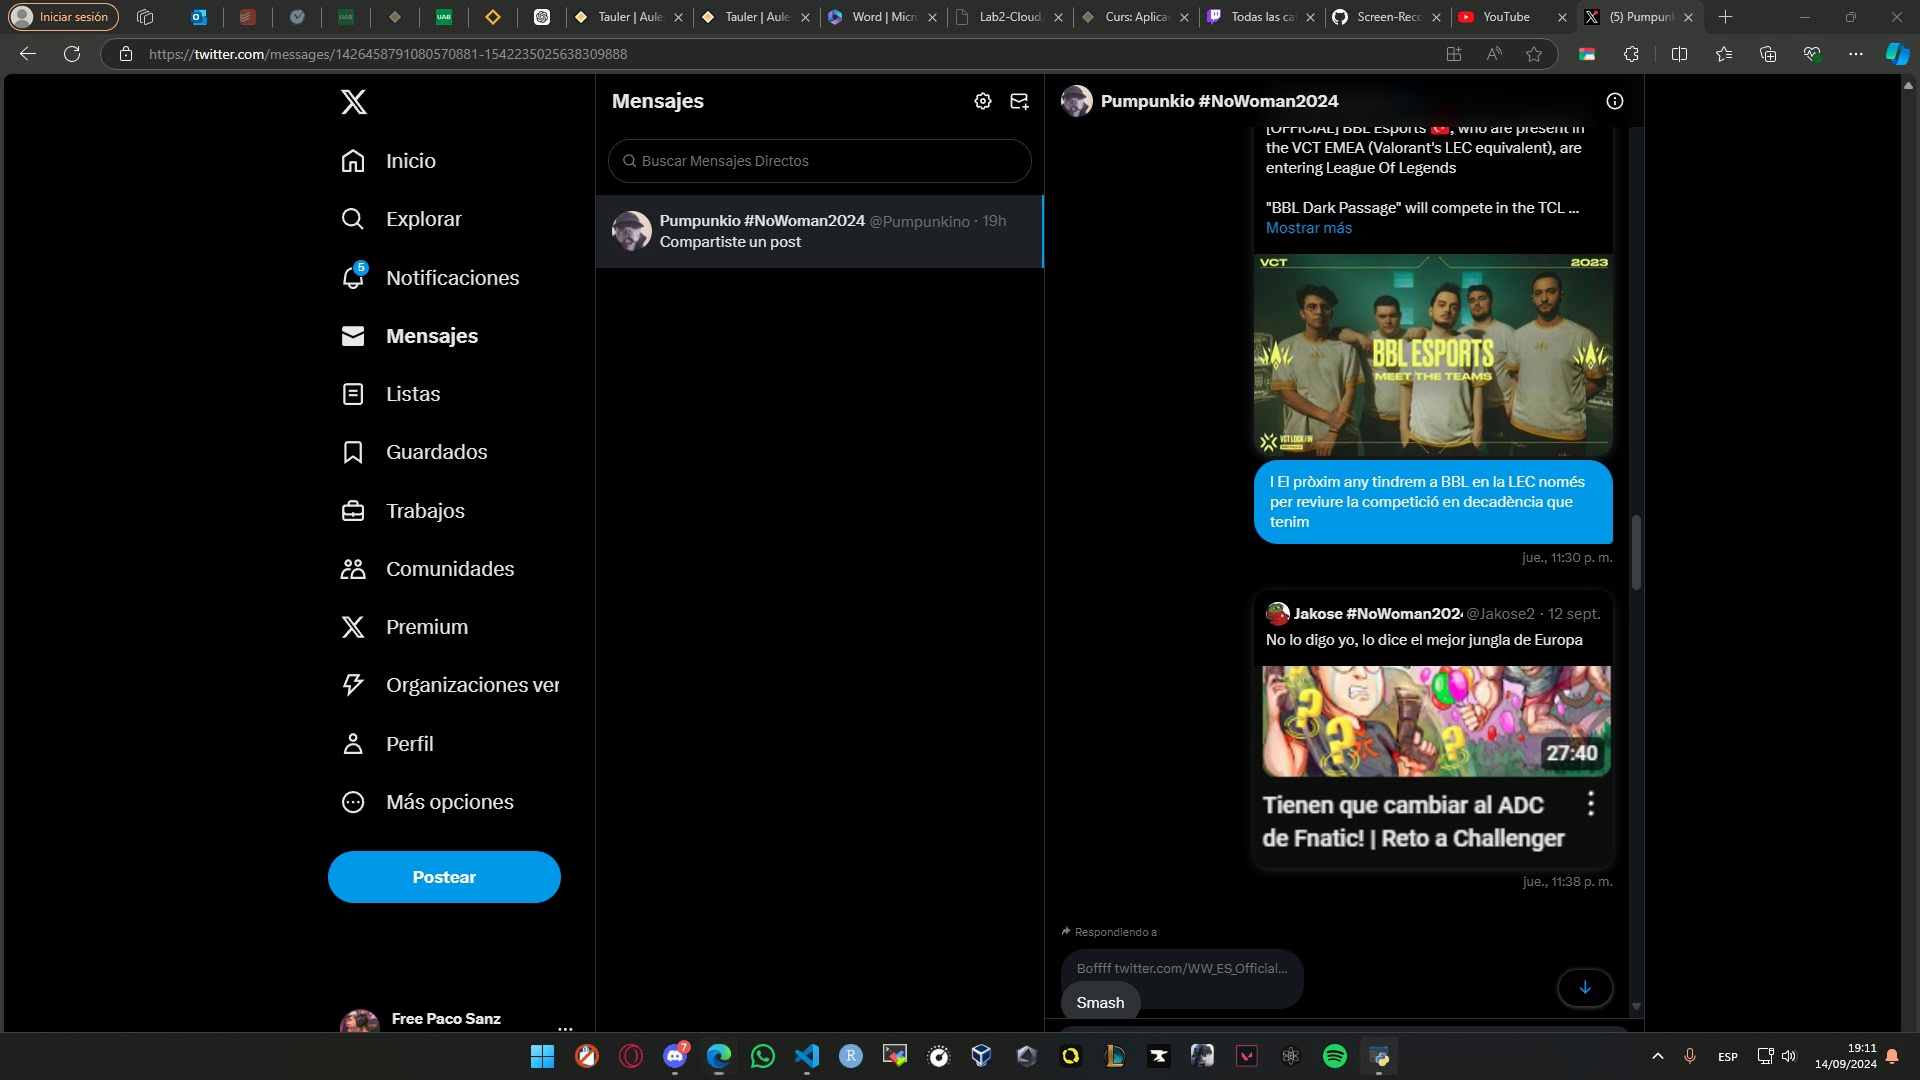 Iniciar sesión
Tauler | Aule
Tauler | Aule
Word | Micro
Lab2-Cloud
Curs: Aplica
Todas las ca
Screen-Reco
YouTube
(5) Pumpunk
https://twitter.com/messages/1426458791080570881-1542235025638309888
Inicio
Explorar
5
Notificaciones
Mensajes
Listas
Guardados
Trabajos
Comunidades
Premium
Organizaciones ver
Perfil
Más opciones
Postear
Free Paco Sanz
Mensajes
Buscar Mensajes Directos
Pumpunkio #NoWoman2024 @Pumpunkino · 19h
Compartiste un post
Pumpunkio #NoWoman2024
[OFFICIAL] BBL Esports, who are present in
the VCT EMEA (Valorant's LEC equivalent), are
entering League Of Legends
"BBL Dark Passage" will compete in the TCL ...
Mostrar más
VCT 2023
BBL ESPORTS
MEET THE TEAMS
VCT LOCK//IN
! El pròxim any tindrem a BBL en la LEC només
per reviure la competició en decadència que
tenim
jue., 11:30 p. m.
Jakose #NoWoman202 @Jakose2 · 12 sept.
No lo digo yo, lo dice el mejor jungla de Europa
27:40
Tienen que cambiar al ADC
de Fnatic! | Reto a Challenger
jue., 11:38 p. m.
Respondiendo a
Boffff twitter.com/WW_ES_Official...
Smash
7
ESP
19:11
14/09/2024